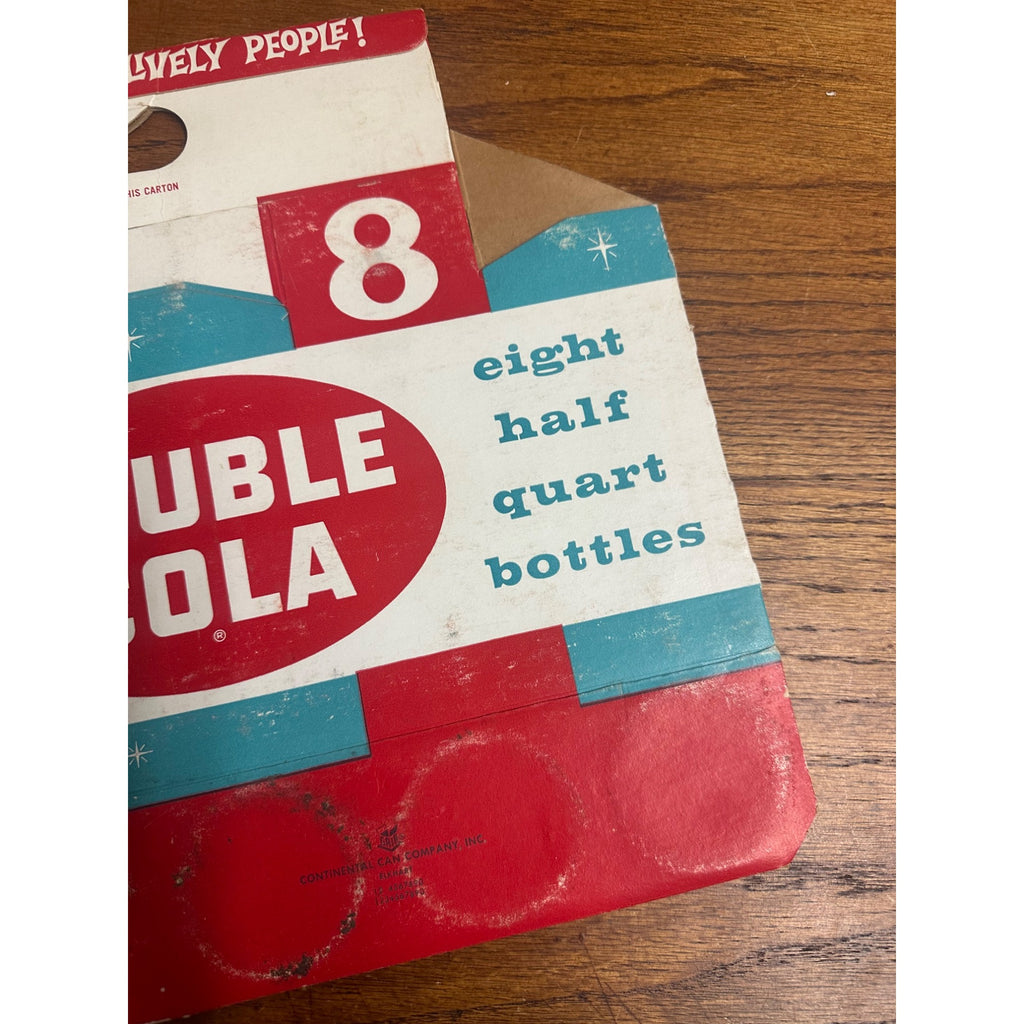 LIVELY PEOPLE!
HIS CARTON
8
eight
half
quart
bottles
UBLE
COLA
®
CONTINENTAL CAN COMPANY, INC.